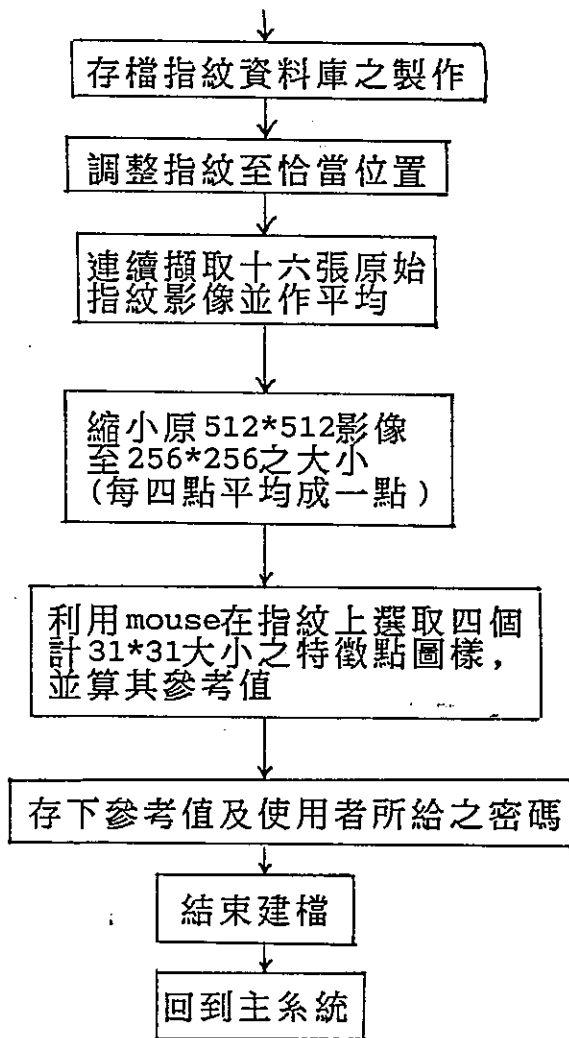 存檔指紋資料庫之製作
調整指紋至恰當位置
連續擷取十六張原始
指紋影像並作平均
縮小原512*512影像
至256*256之大小
(每四點平均成一點)
利用mouse在指紋上選取四個
計31*31大小之特徵點圖樣,
並算其參考值
存下參考值及使用者所給之密碼
結束建檔
回到主系統